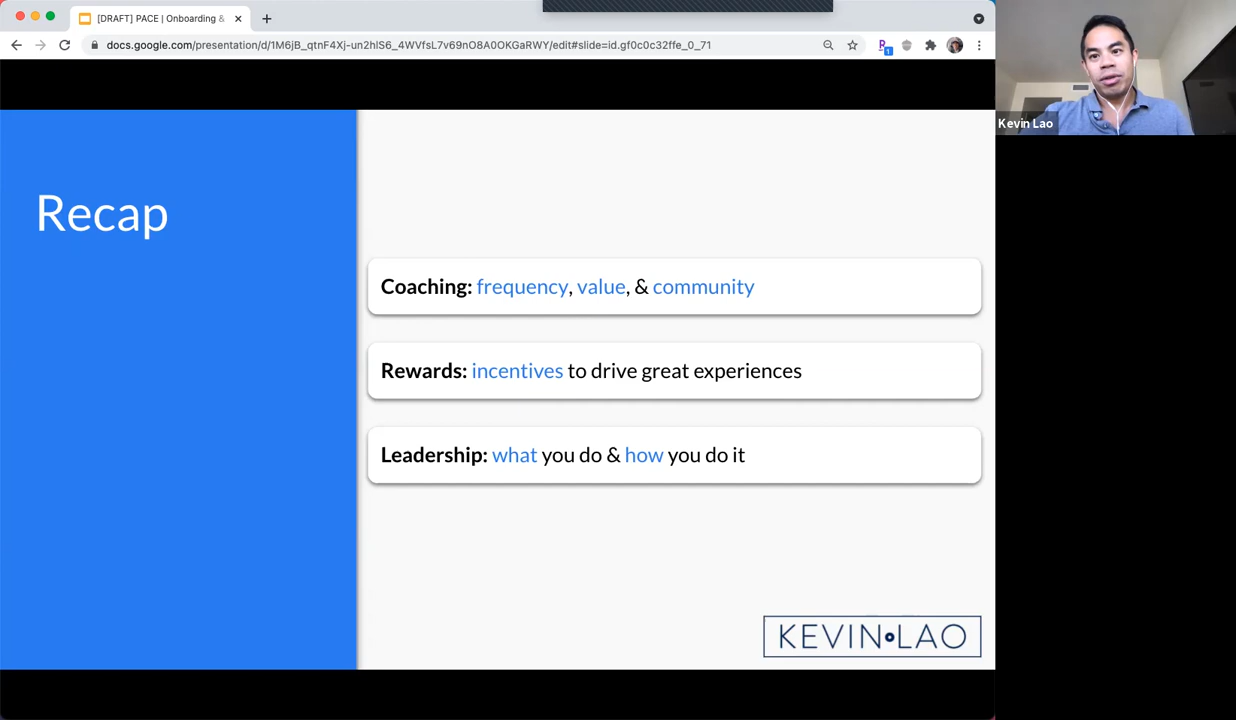 [DRAFT] PACE | Onboarding &
docs.google.com/presentation/d/1M6jB_qtnF4Xj-un2hlS6_4WVfsL7v69nO8A0OKGaRWY/edit#slide=id.gf0c0c32ffe_0_71
1
Kevin Lao
Recap
Coaching: frequency, value, & community
Rewards: incentives to drive great experiences
Leadership: what you do & how you do it
KEVIN LAO